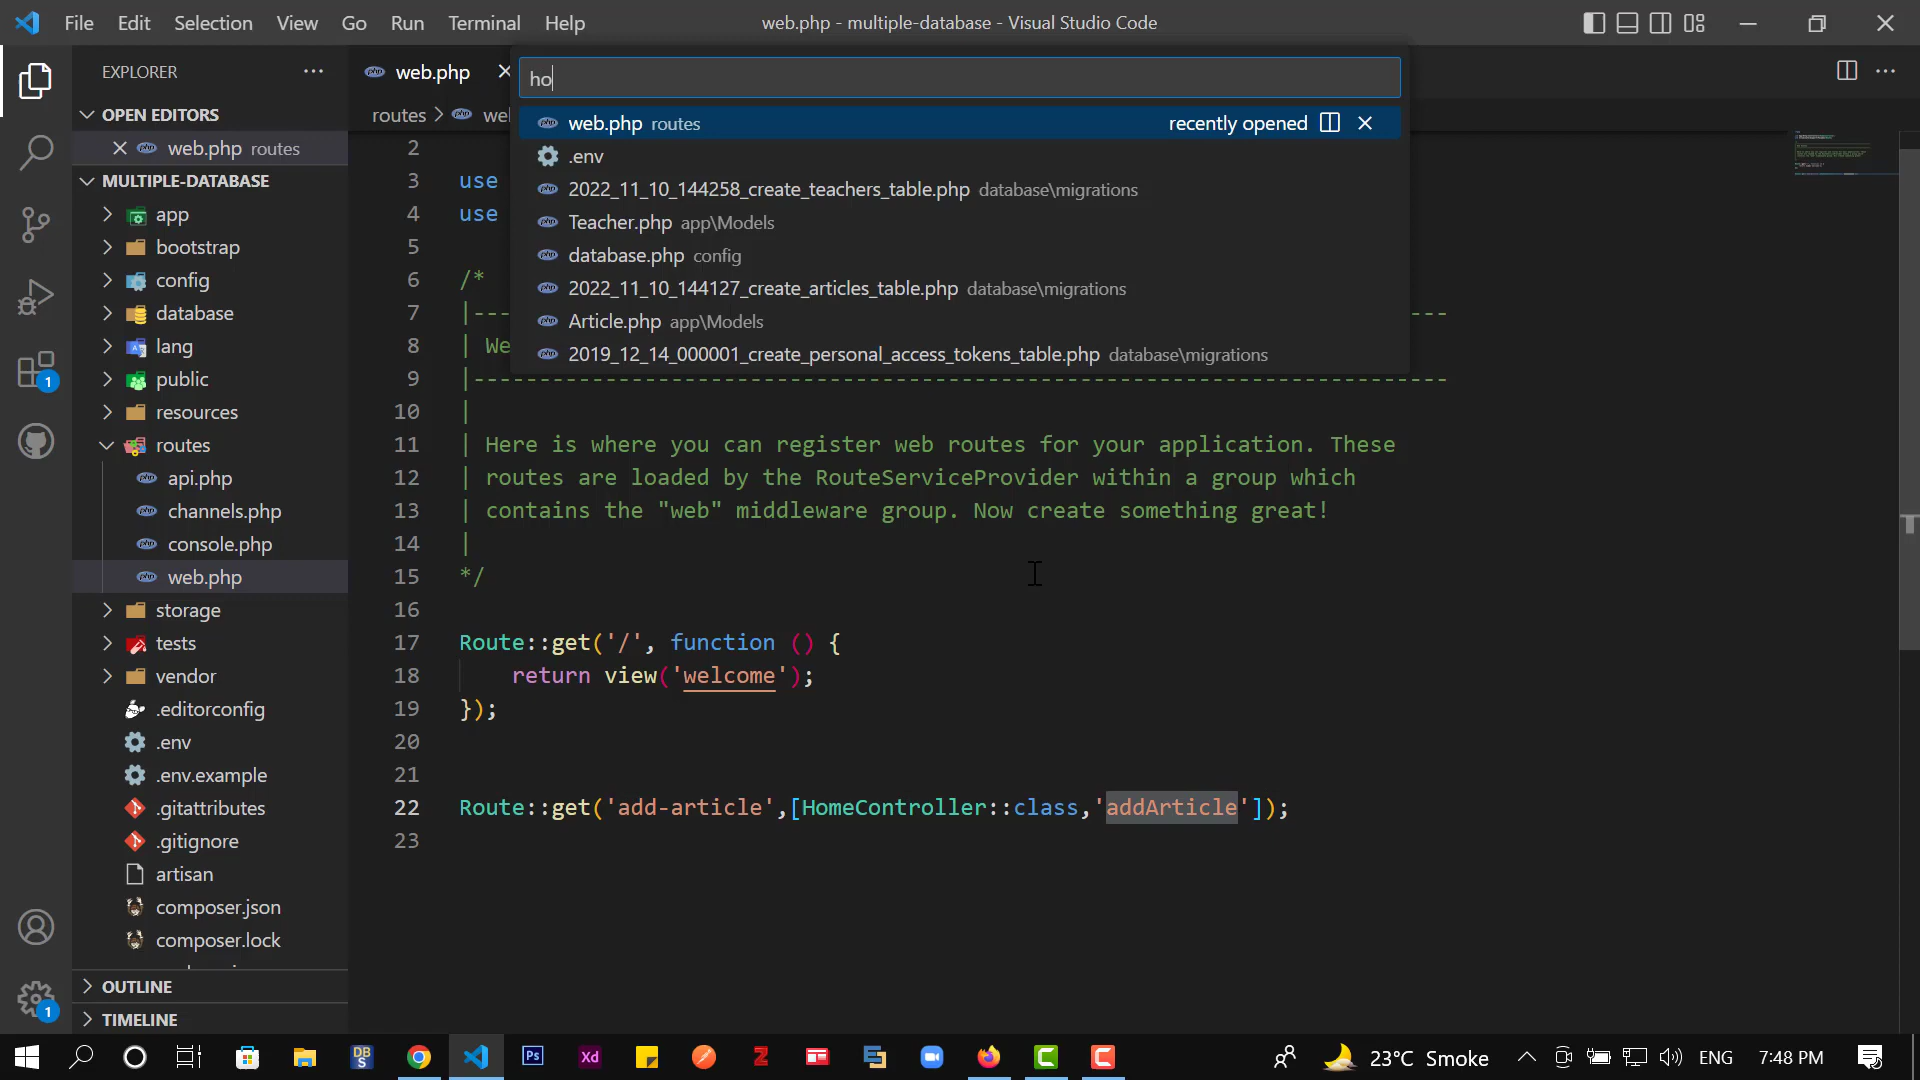 File Edit Selection View Go Run Terminal Help
web.php - multiple-database - Visual Studio Code
EXPLORER
OPEN EDITORS
web.php routes
MULTIPLE-DATABASE
app
bootstrap
config
database
lang
public
resources
routes
api.php
channels.php
console.php
web.php
storage
tests
vendor
.editorconfig
.env
.env.example
.gitattributes
.gitignore
artisan
composer.json
composer.lock
OUTLINE
TIMELINE
1
1
web.php
routes >
ho
web.php routes recently opened
.env
2022_11_10_144258_create_teachers_table.php database\migrations
Teacher.php app\Models
database.php config
2022_11_10_144127_create_articles_table.php database\migrations
Article.php app\Models
2019_12_14_000001_create_personal_access_tokens_table.php database\migrations
2
3 use
4 use
5
6 /*
7 |--
8 | We
9 |--------------------------------------------------------------------------
10 |
11 | Here is where you can register web routes for your application. These
12 | routes are loaded by the RouteServiceProvider within a group which
13 | contains the "web" middleware group. Now create something great!
14 |
15 */
16
17 Route::get('/', function () {
18 return view('welcome');
19 });
20
21
22 Route::get('add-article',[HomeController::class,'addArticle']);
23
DB S Ps Xd Z
23°C Smoke ENG 7:48 PM